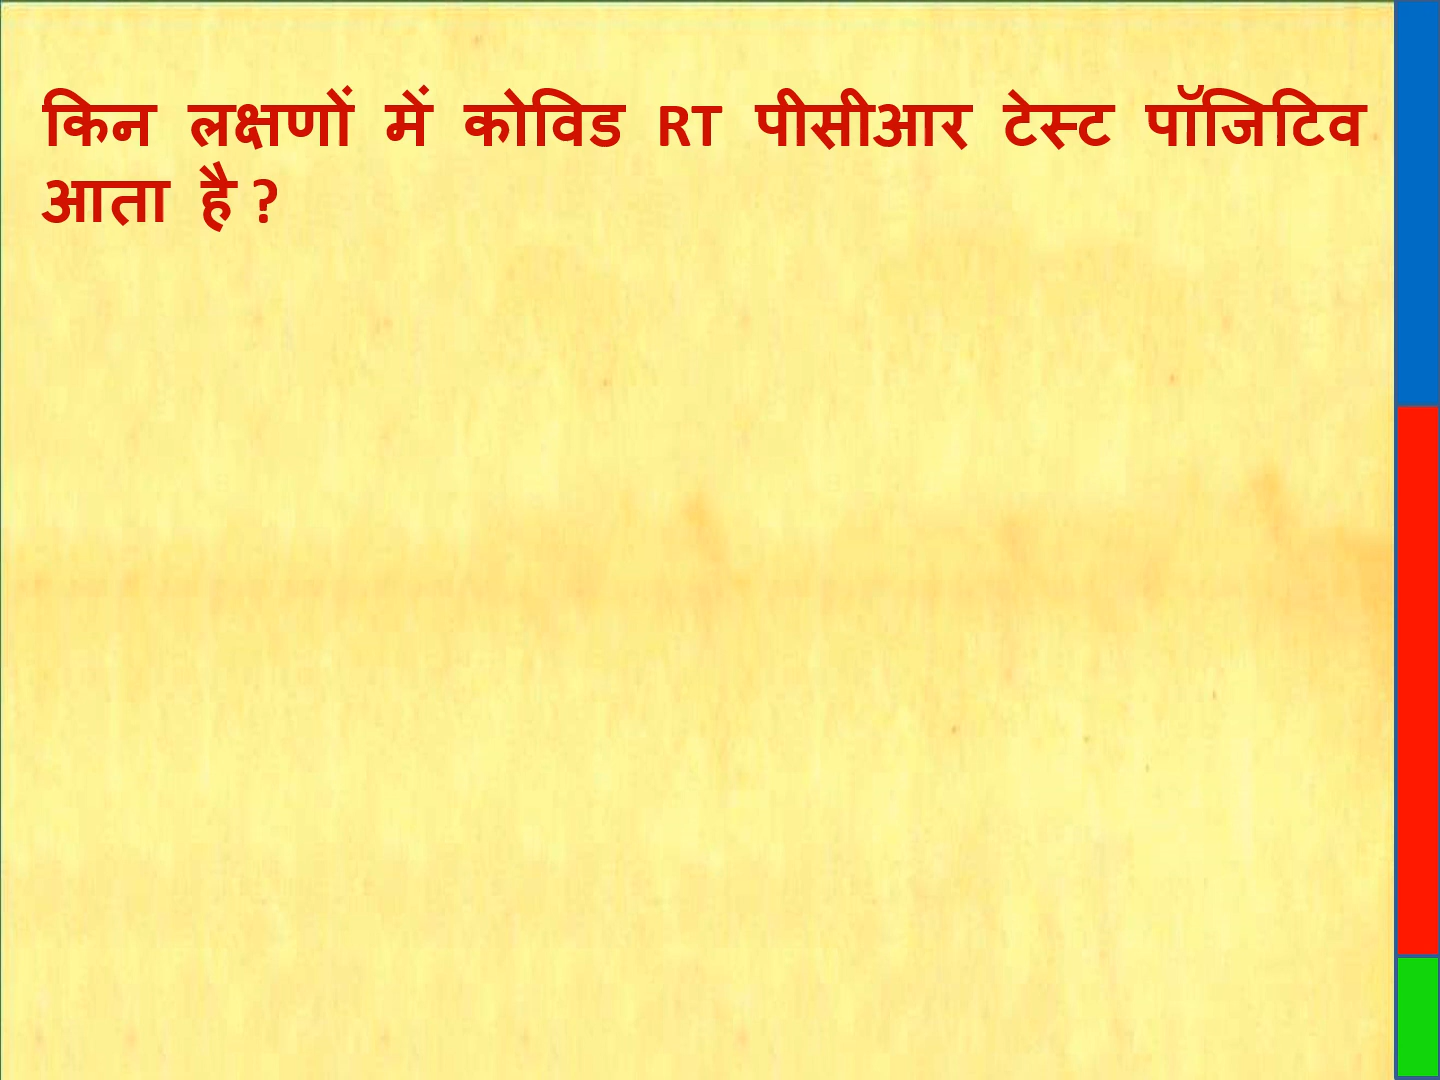 किन लक्षणों में कोविड RT पीसीआर टेस्ट पॉजिटिव
आता है ?